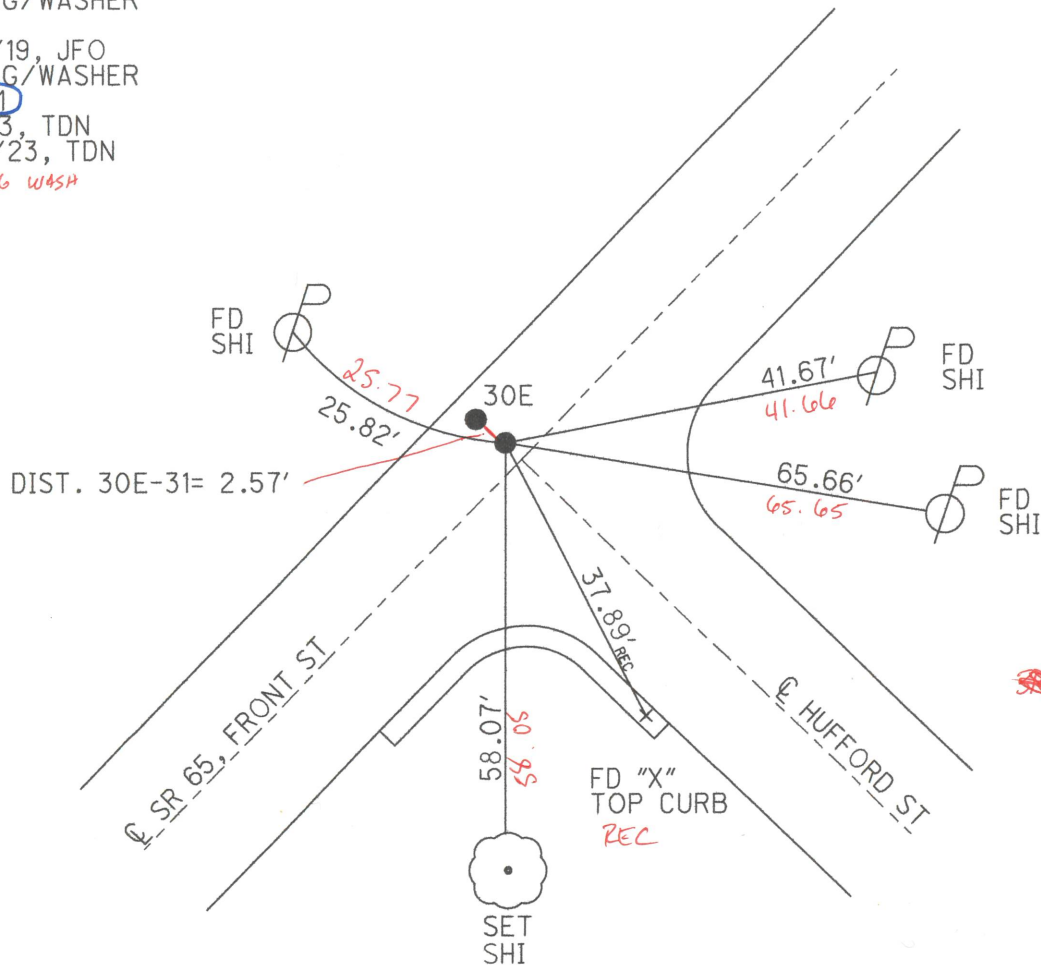 G/WASHER
/19, JFO
G/WASHER
1
3, TDN
/23, TDN
G WASH
FD
SHI
25.77
25.82'
30E
41.67'
41.66
FD
SHI
DIST. 30E-31= 2.57'
65.66'
65.65
FD
SHI
37.89' REC
℄ SR 65, FRONT ST
℄ HUFFORD ST
58.07'
58.05
FD "X"
TOP CURB
REC
SET
SHI